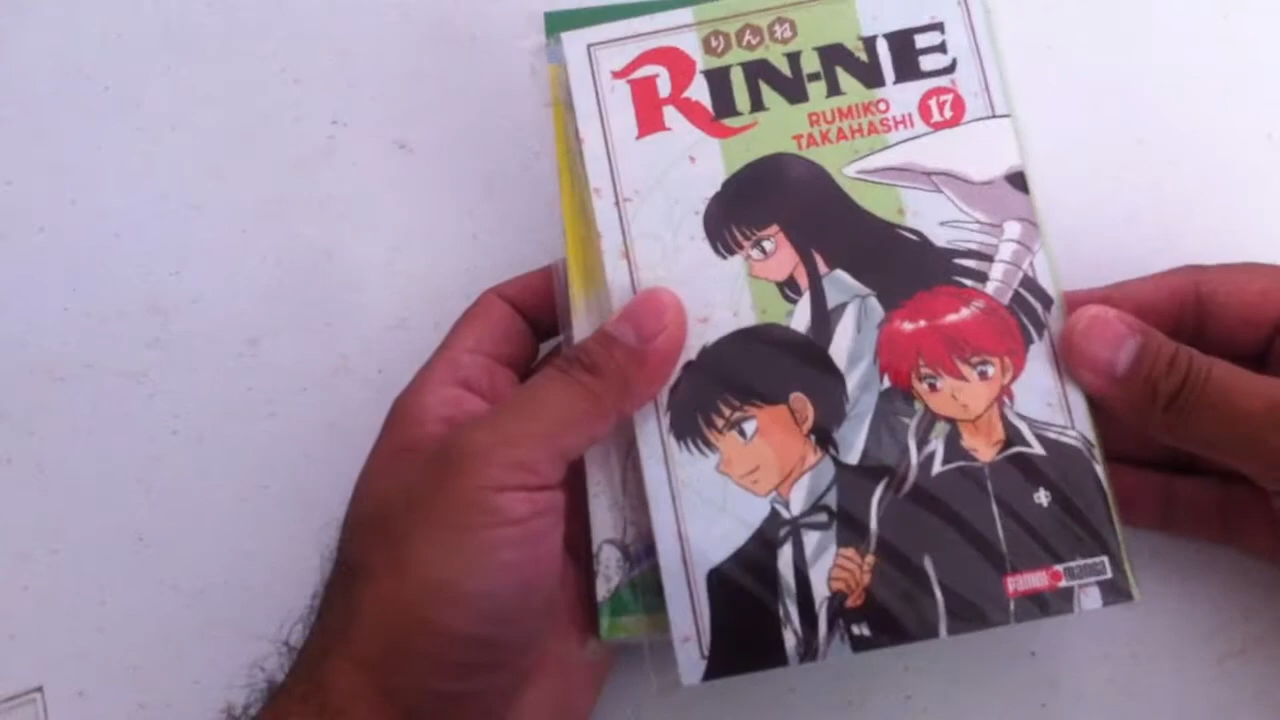 りんね
RIN-NE
RUMIKO
TAKAHASHI 17
PANINI MANGA